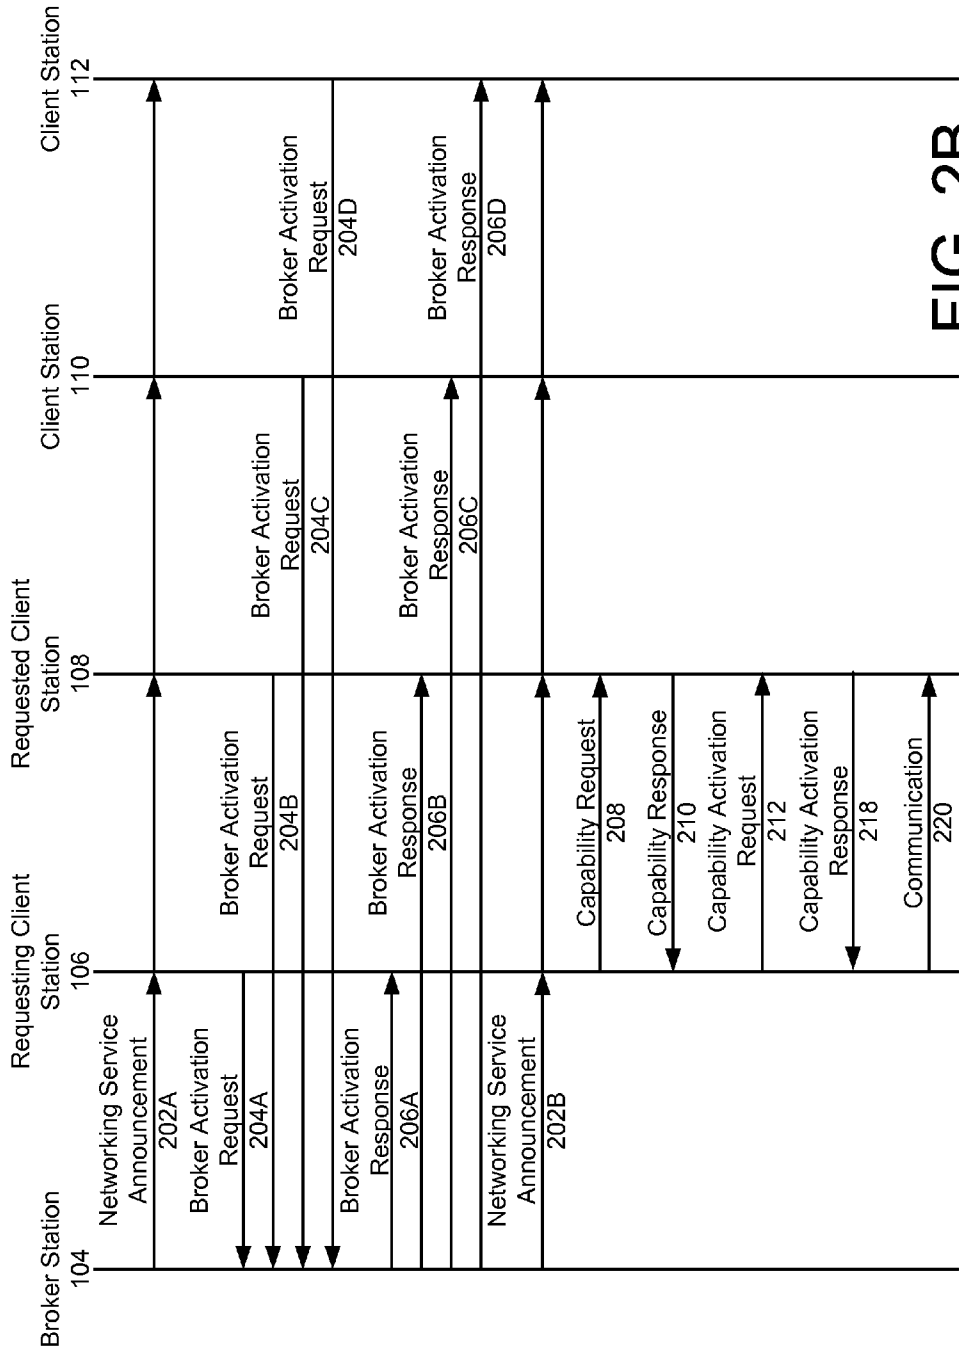 Broker Station
104
Requesting Client
Station
106
Requested Client
Station
108
Client Station
110
Client Station
112
Networking Service
Announcement
202A
Broker Activation
Request
204A
Broker Activation
Request
204B
Broker Activation
Request
204C
Broker Activation
Request
204D
Broker Activation
Response
206A
Broker Activation
Response
206B
Broker Activation
Response
206C
Broker Activation
Response
206D
Networking Service
Announcement
202B
Capability Request
208
Capability Response
210
Capability Activation
Request
212
Capability Activation
Response
218
Communication
220
FIG. 2B